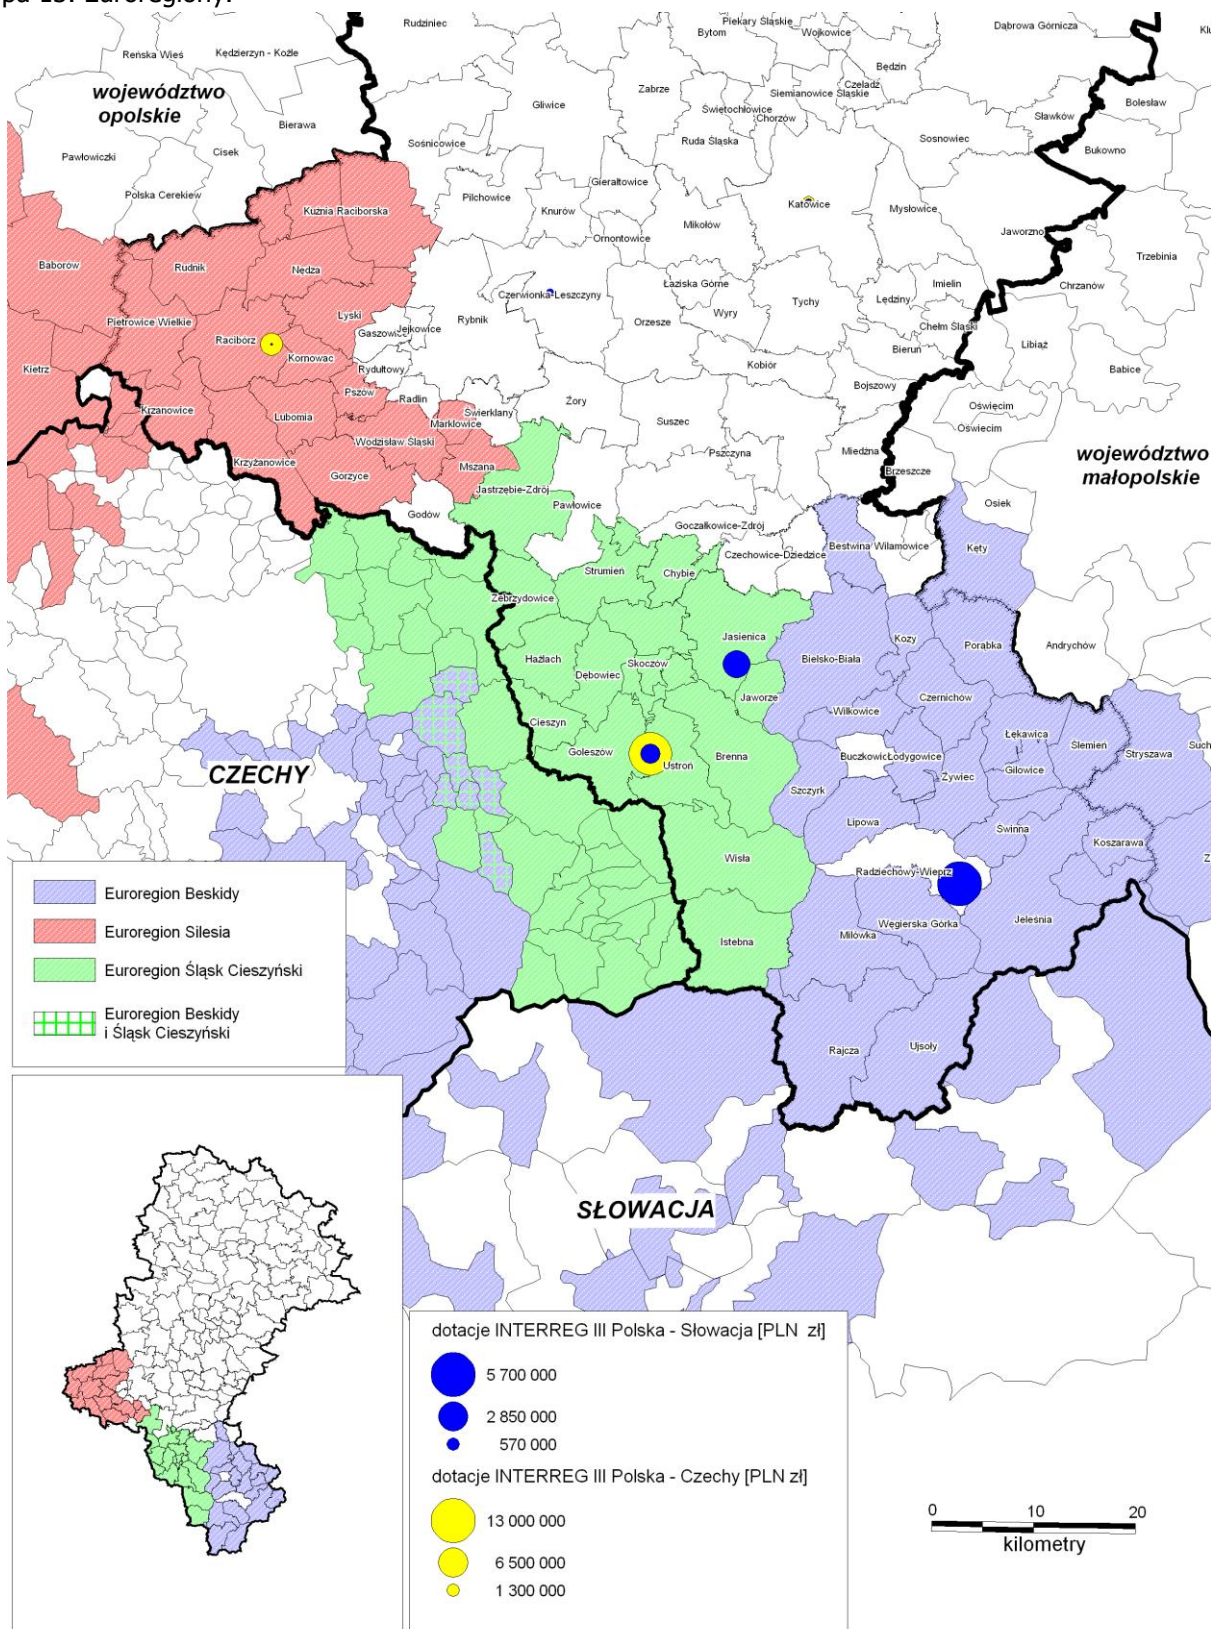 pa 15. Euroregiony.
Rudziniec
Piekary Śląskie
Dąbrowa Górnicza
Bytom
Wojkowice
Reńska Wieś
Kędzierzyn - Koźle
Będzin
województwo
opolskie
Zabrze
Czeladź
Siemianowice Śląskie
Gliwice
Świętochłowice
Chorzów
Bolesław
Sławków
Bierawa
Sośnicowice
Ruda Śląska
Sosnowiec
Bukowno
Pawłowiczki
Cisek
Gierałtowice
Polska Cerekiew
Pilchowice
Knurów
Katowice
Mysłowice
Kuźnia Raciborska
Mikołów
Ornontowice
Jaworzno
Trzebinia
Baborów
Rudnik
Nędza
Czerwionka-Leszczyny
Łaziska Górne
Tychy
Lędziny
Imielin
Chrzanów
Pietrowice Wielkie
Lyski
Rybnik
Orzesze
Wyry
Chełm Śląski
Gaszowice
Jejkowice
Racibórz
Kornowac
Bieruń
Libiąż
Kietrz
Rydułtowy
Kobiór
Babice
Pszów
Radlin
Bojszowy
Krzanowice
Lubomia
Marklowice
Świerklany
Żory
Suszec
Oświęcim
Oświecim
Wodzisław Śląski
Pszczyna
Miedźna
województwo
małopolskie
Krzyżanowice
Gorzyce
Mszana
Brzeszcze
Jastrzębie-Zdrój
Pawłowice
Osiek
Godów
Goczałkowice-Zdrój
Czechowice-Dziedzice
Bestwina
Wilamowice
Kęty
Strumień
Chybie
Zebrzydowice
Jasienica
Kozy
Porąbka
Andrychów
Hażlach
Dębowiec
Skoczów
Bielsko-Biała
Jaworze
Czernichów
Cieszyn
Wilkowice
Łękawica
Ślemień
Stryszawa
Goleszów
Ustroń
Brenna
Buczkowice
Łodygowice
Żywiec
Gilowice
CZECHY
Szczyrk
Lipowa
Świnna
Koszarawa
Wisła
Radziechowy-Wieprz
Węgierska Górka
Jeleśnia
Milówka
Istebna
Rajcza
Ujsoły
SŁOWACJA
Euroregion Beskidy
Euroregion Silesia
Euroregion Śląsk Cieszyński
Euroregion Beskidy
i Śląsk Cieszyński
dotacje INTERREG III Polska - Słowacja [PLN zł]
5 700 000
2 850 000
570 000
dotacje INTERREG III Polska - Czechy [PLN zł]
13 000 000
6 500 000
1 300 000
0 10 20
kilometry